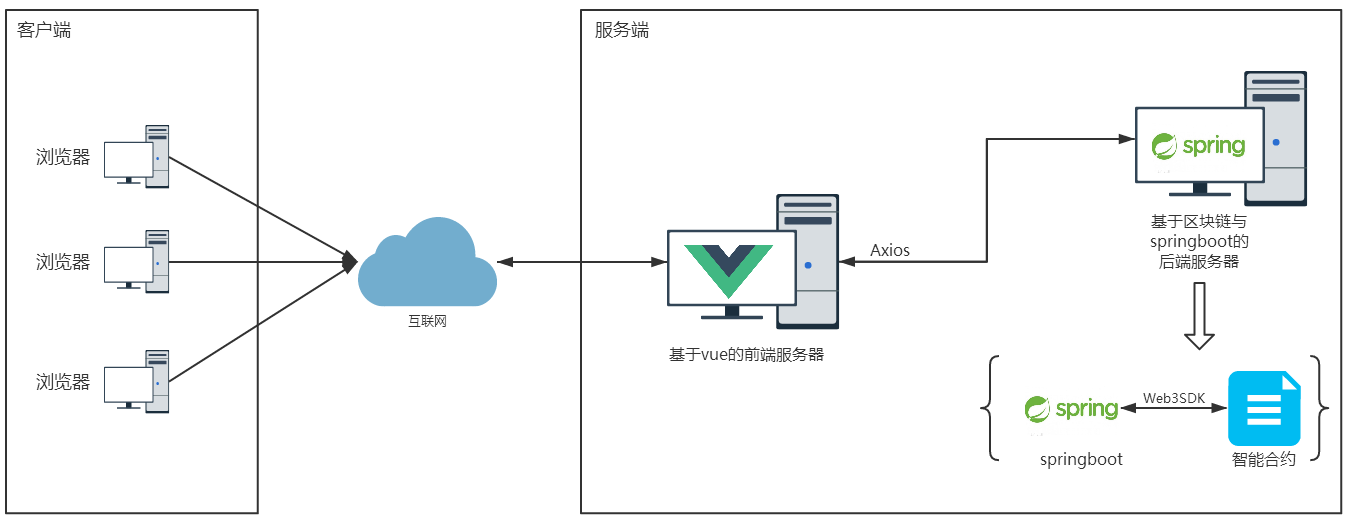 客户端
浏览器
浏览器
浏览器
互联网
服务端
基于vue的前端服务器
Axios
spring
基于区块链与
springboot的
后端服务器
spring
Web3SDK
springboot
智能合约